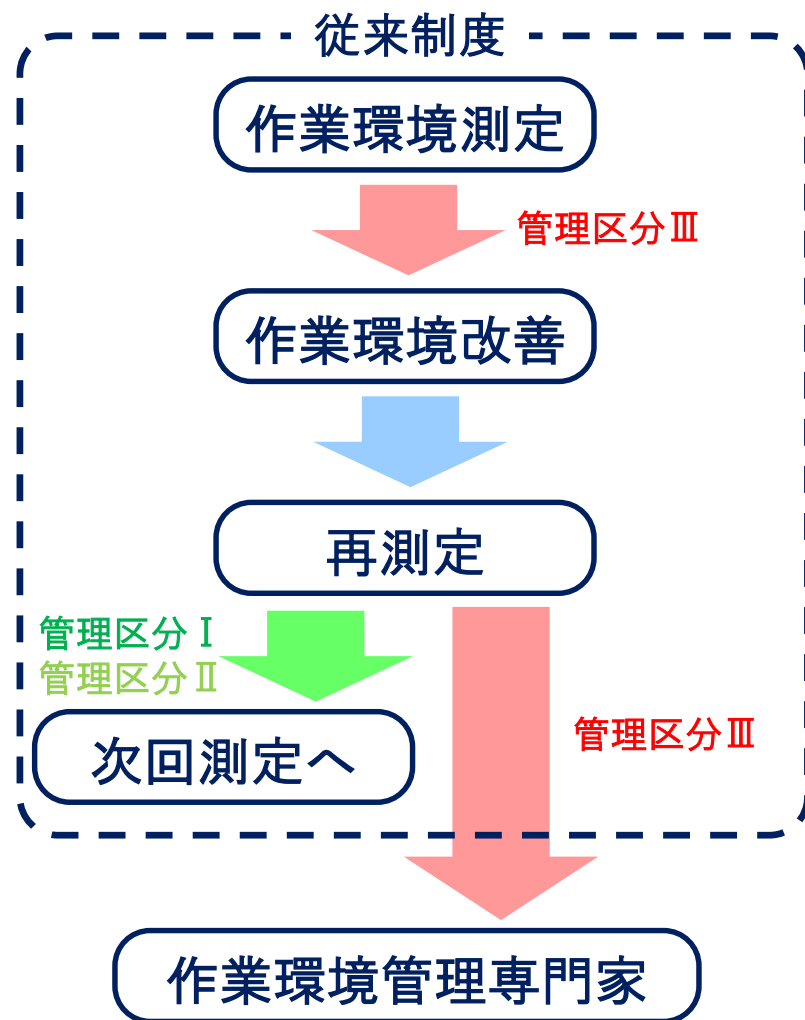 従来制度
作業環境測定
管理区分Ⅲ
作業環境改善
再測定
管理区分Ⅰ
管理区分Ⅱ
次回測定へ
管理区分Ⅲ
作業環境管理専門家